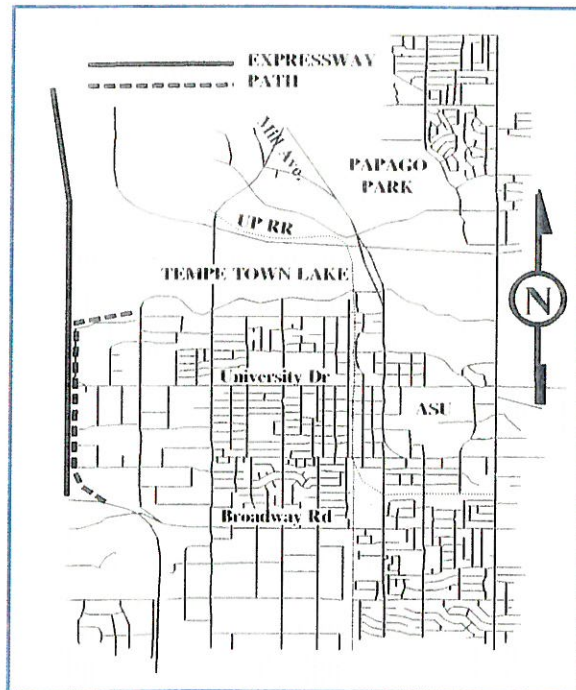 EXPRESSWAY
PATH
Mill Ave.
PAPAGO
PARK
UP RR
TEMPE TOWN LAKE
N
University Dr
ASU
Broadway Rd